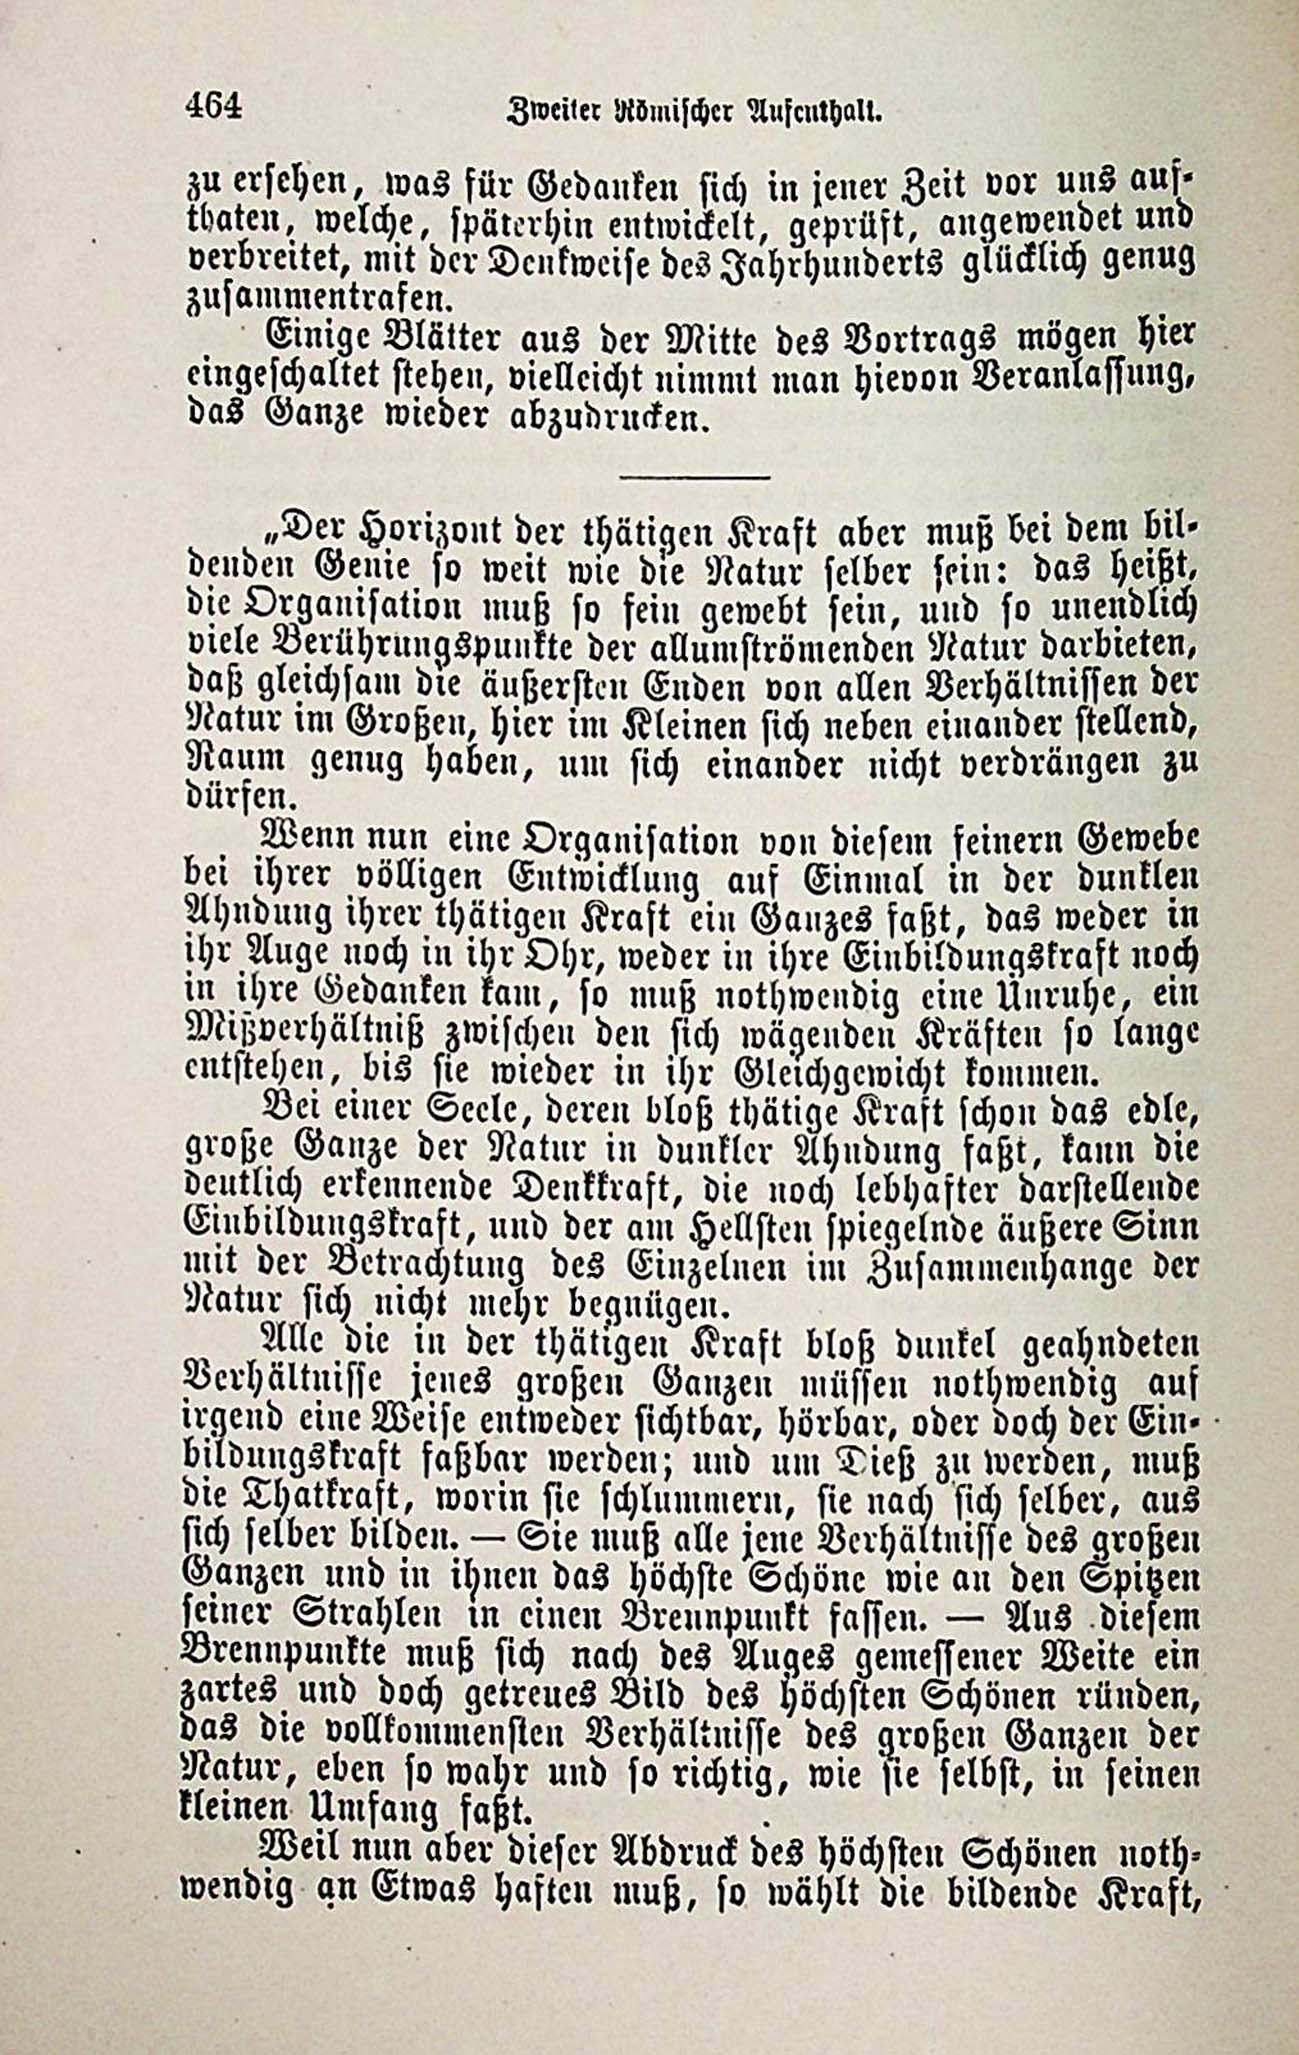 464
Zweiter Römischer Aufenthalt.
zu ersehen, was für Gedanken sich in jener Zeit vor uns auf-
thaten, welche, späterhin entwickelt, geprüft, angewendet und
verbreitet, mit der Denkweise des Jahrhunderts glücklich genug
zusammentrafen.
Einige Blätter aus der Mitte des Vortrags mögen hier
eingeschaltet stehen, vielleicht nimmt man hievon Veranlassung,
das Ganze wieder abzudrucken.
„Der Horizont der thätigen Kraft aber muß bei dem bil-
denden Genie so weit wie die Natur selber sein: das heißt,
die Organisation muß so fein gewebt sein, und so unendlich
viele Berührungspunkte der allumströmenden Natur darbieten,
daß gleichsam die äußersten Enden von allen Verhältnissen der
Natur im Großen, hier im Kleinen sich neben einander stellend,
Raum genug haben, um sich einander nicht verdrängen zu
dürfen.
Wenn nun eine Organisation von diesem feinern Gewebe
bei ihrer völligen Entwicklung auf Einmal in der dunklen
Ahndung ihrer thätigen Kraft ein Ganzes faßt, das weder in
ihr Auge noch in ihr Ohr, weder in ihre Einbildungskraft noch
in ihre Gedanken kam, so muß nothwendig eine Unruhe, ein
Mißverhältniß zwischen den sich wägenden Kräften so lange
entstehen, bis sie wieder in ihr Gleichgewicht kommen.
Bei einer Seele, deren bloß thätige Kraft schon das edle,
große Ganze der Natur in dunkler Ahndung faßt, kann die
deutlich erkennende Denkkraft, die noch lebhafter darstellende
Einbildungskraft, und der am Hellsten spiegelnde äußere Sinn
mit der Betrachtung des Einzelnen im Zusammenhange der
Natur sich nicht mehr begnügen.
Alle die in der thätigen Kraft bloß dunkel geahndeten
Verhältnisse jenes großen Ganzen müssen nothwendig auf
irgend eine Weise entweder sichtbar, hörbar, oder doch der Ein-
bildungskraft faßbar werden; und um Dieß zu werden, muß
die Thatkraft, worin sie schlummern, sie nach sich selber, aus
sich selber bilden. — Sie muß alle jene Verhältnisse des großen
Ganzen und in ihnen das höchste Schöne wie an den Spitzen
seiner Strahlen in einen Brennpunkt fassen. — Aus diesem
Brennpunkte muß sich nach des Auges gemessener Weite ein
zartes und doch getreues Bild des höchsten Schönen ründen,
das die vollkommensten Verhältnisse des großen Ganzen der
Natur, eben so wahr und so richtig, wie sie selbst, in seinen
kleinen Umfang faßt.
Weil nun aber dieser Abdruck des höchsten Schönen noth-
wendig an Etwas haften muß, so wählt die bildende Kraft,